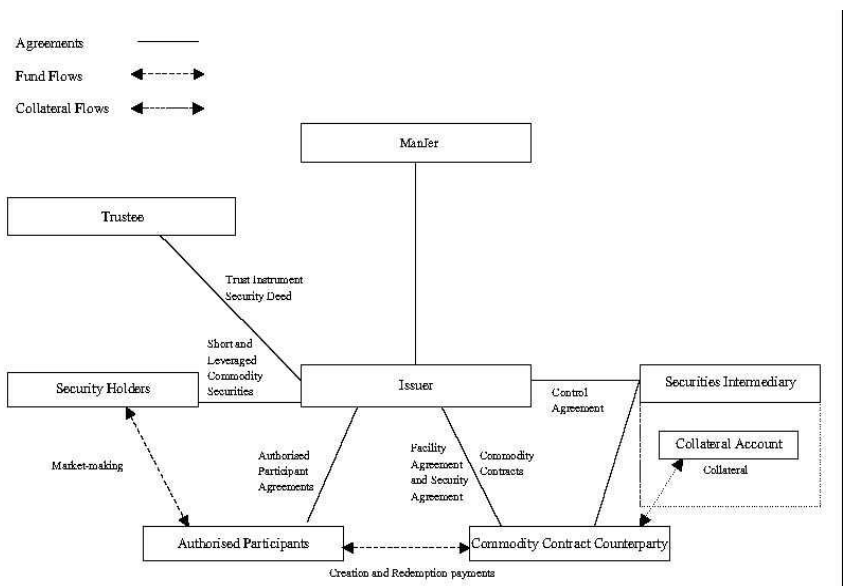 Agreements
Fund Flows
Collateral Flows
ManJer
Trustee
Trust Instrument
Security Deed
Short and
Leveraged
Commodity
Securities
Security Holders
Issuer
Securities Intermediary
Control
Agreement
Collateral Account
Collateral
Market-making
Authorised
Participant
Agreements
Facility
Agreement
and Security
Agreement
Commodity
Contracts
Authorised Participants
Commodity Contract Counterparty
Creation and Redemption payments